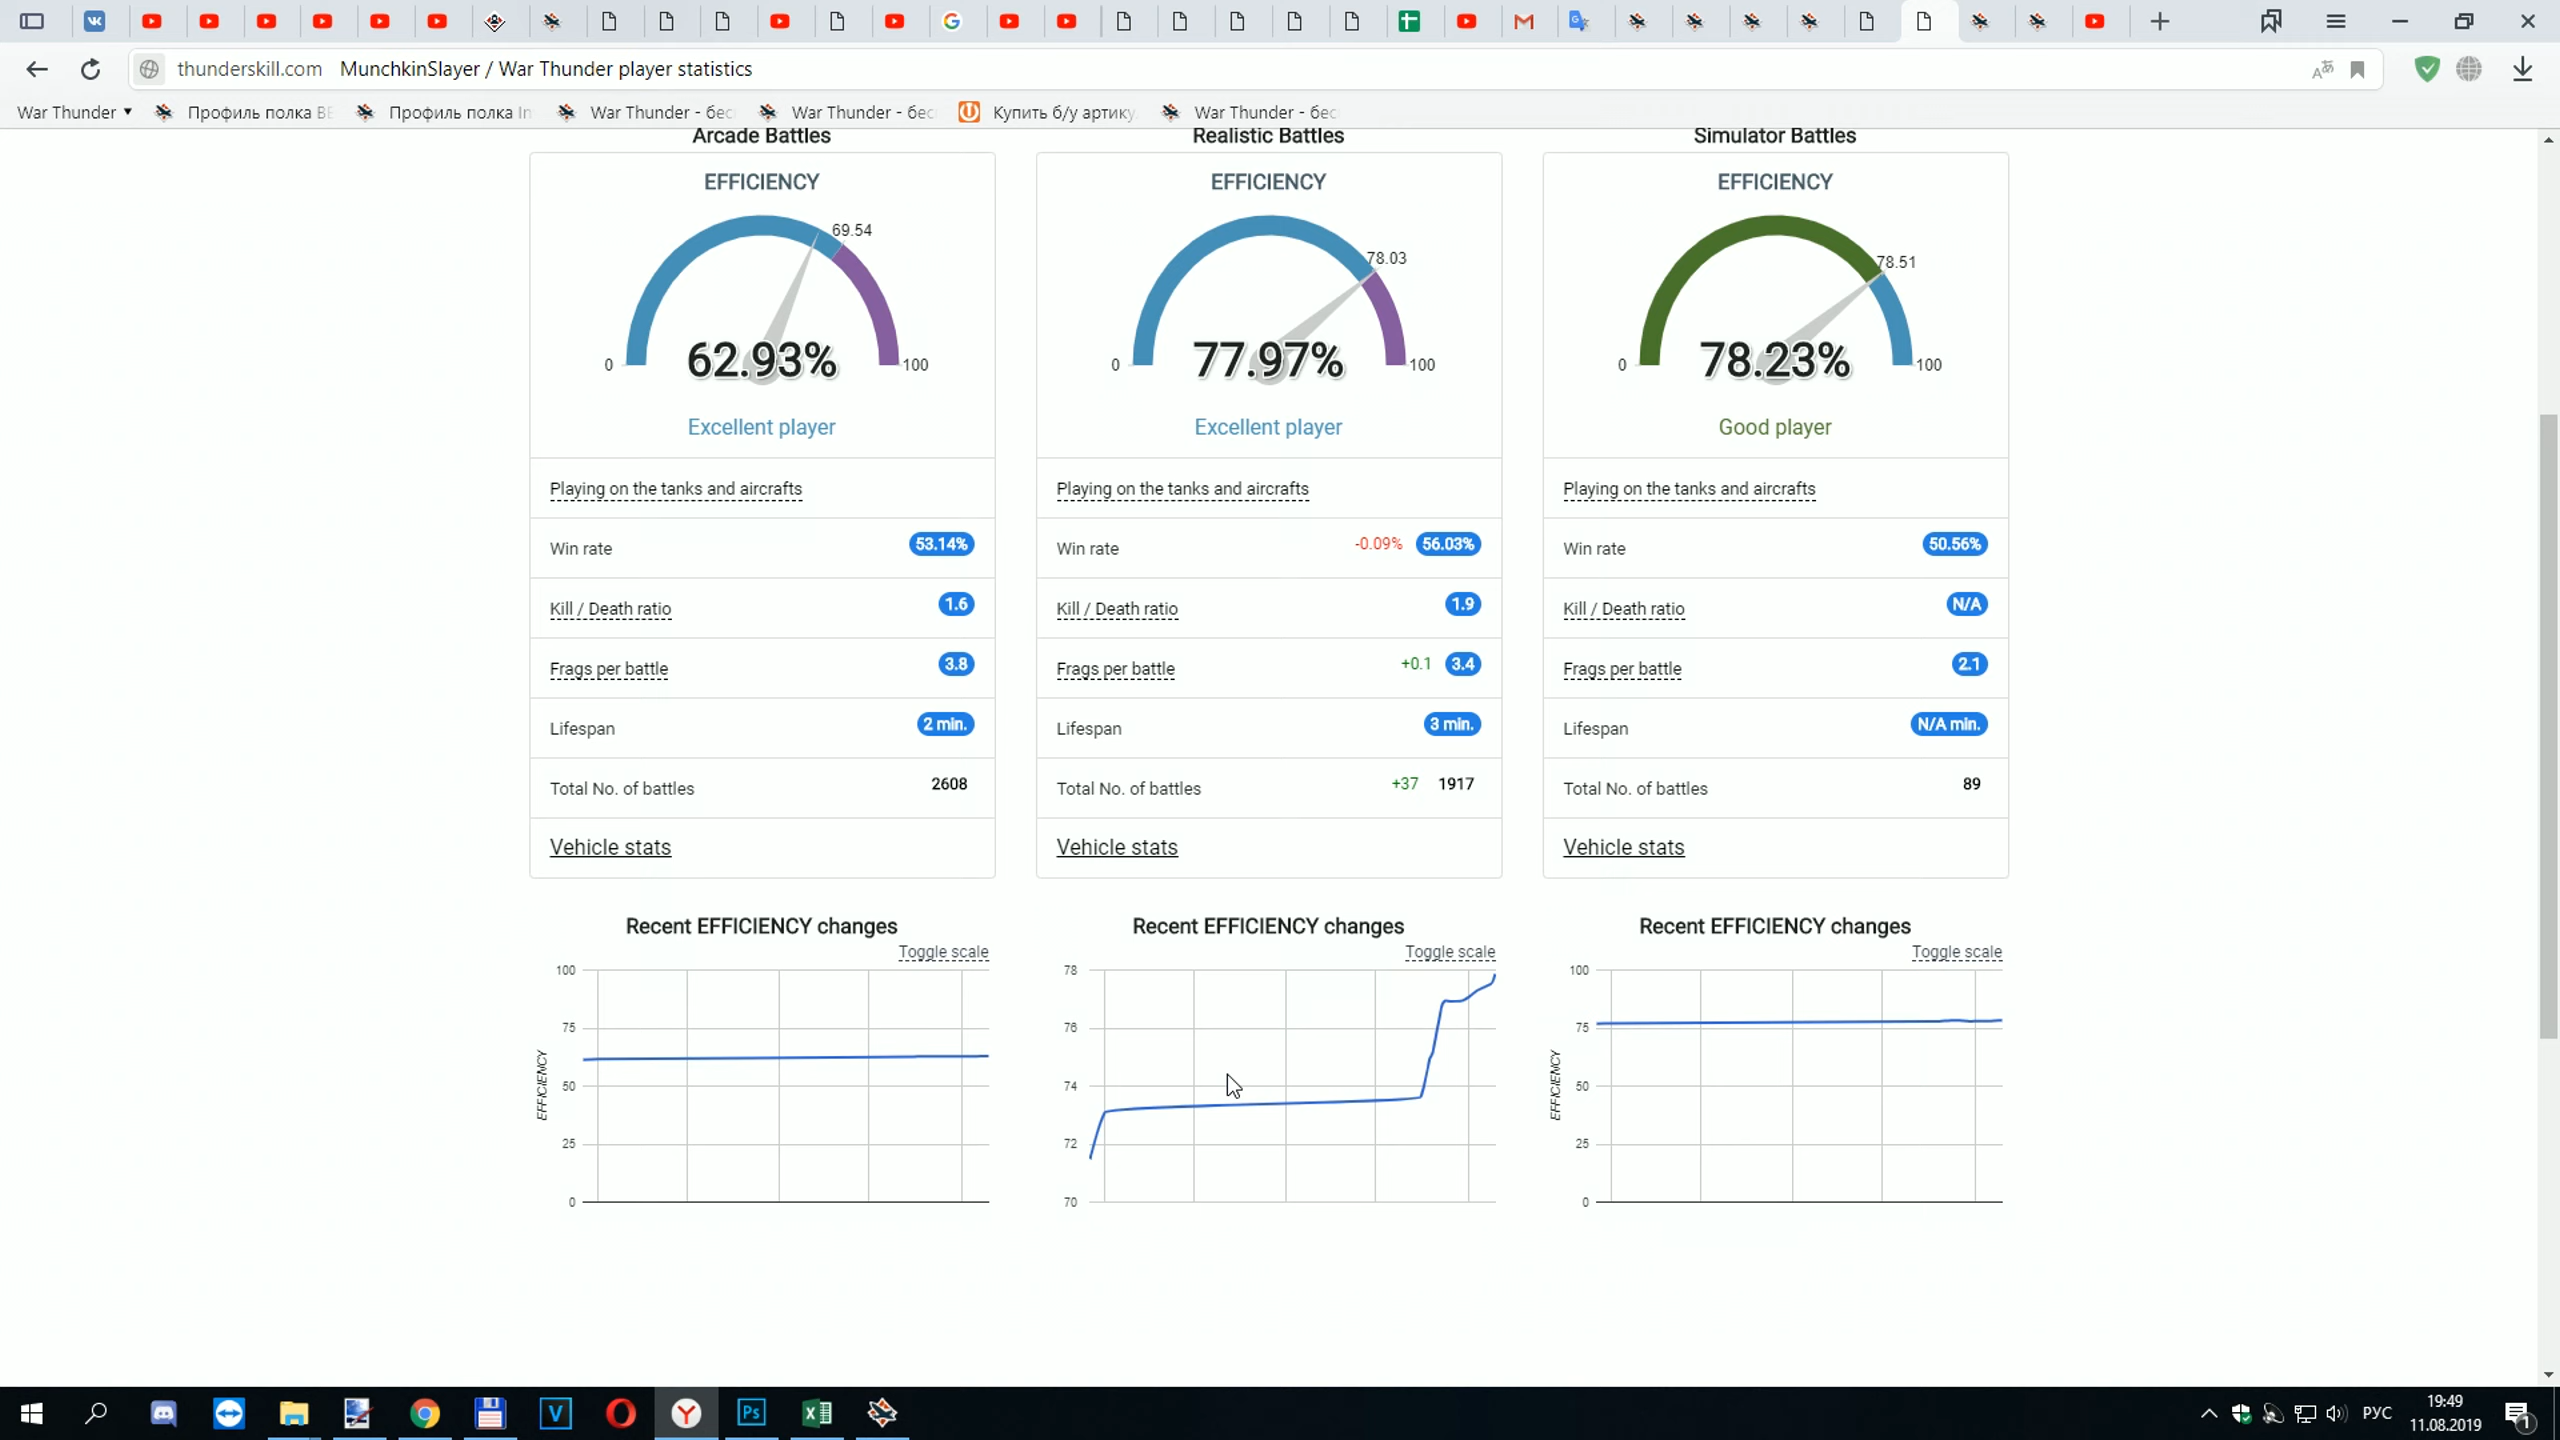 thunderskill.com MunchkinSlayer / War Thunder player statistics
War Thunder Профиль полка BE Профиль полка In War Thunder - бес War Thunder - бес Купить б/у артику War Thunder - бес
Arcade Battles
EFFICIENCY
69.54
0
62.93%
100
Excellent player
Playing on the tanks and aircrafts
Win rate 53.14%
Kill / Death ratio 1.6
Frags per battle 3.8
Lifespan 2 min.
Total No. of battles 2608
Vehicle stats
Realistic Battles
EFFICIENCY
78.03
0
77.97%
100
Excellent player
Playing on the tanks and aircrafts
Win rate -0.09% 56.03%
Kill / Death ratio 1.9
Frags per battle +0.1 3.4
Lifespan 3 min.
Total No. of battles +37 1917
Vehicle stats
Simulator Battles
EFFICIENCY
78.51
0
78.23%
100
Good player
Playing on the tanks and aircrafts
Win rate 50.56%
Kill / Death ratio N/A
Frags per battle 2.1
Lifespan N/A min.
Total No. of battles 89
Vehicle stats
Recent EFFICIENCY changes
Toggle scale
100
75
50
25
0
EFFICIENCY
Recent EFFICIENCY changes
Toggle scale
78
76
74
72
70
Recent EFFICIENCY changes
Toggle scale
100
75
50
25
0
EFFICIENCY
Ps
РУС
19:49
11.08.2019
1